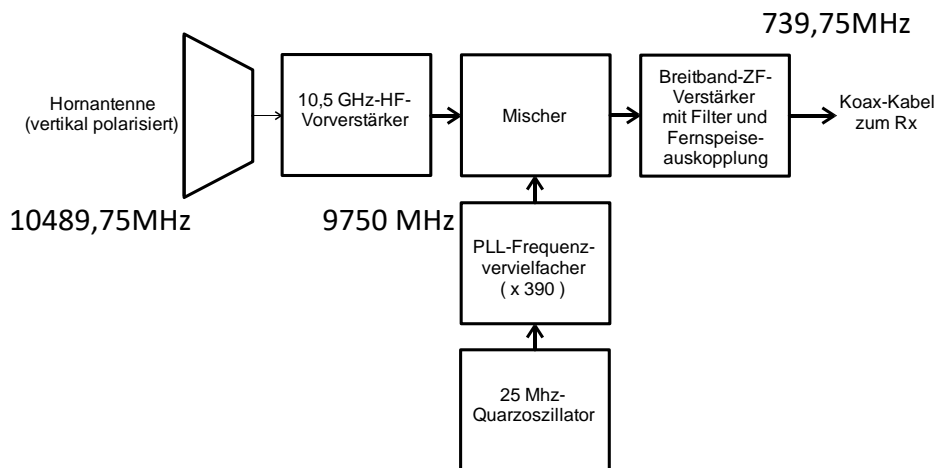 739,75MHz
Hornantenne
(vertikal polarisiert)
10,5 GHz-HF-
Vorverstärker
Mischer
Breitband-ZF-
Verstärker
mit Filter und
Fernspeise-
auskopplung
Koax-Kabel
zum Rx
10489,75MHz
9750 MHz
PLL-Frequenz-
vervielfacher
( x 390 )
25 Mhz-
Quarzoszillator